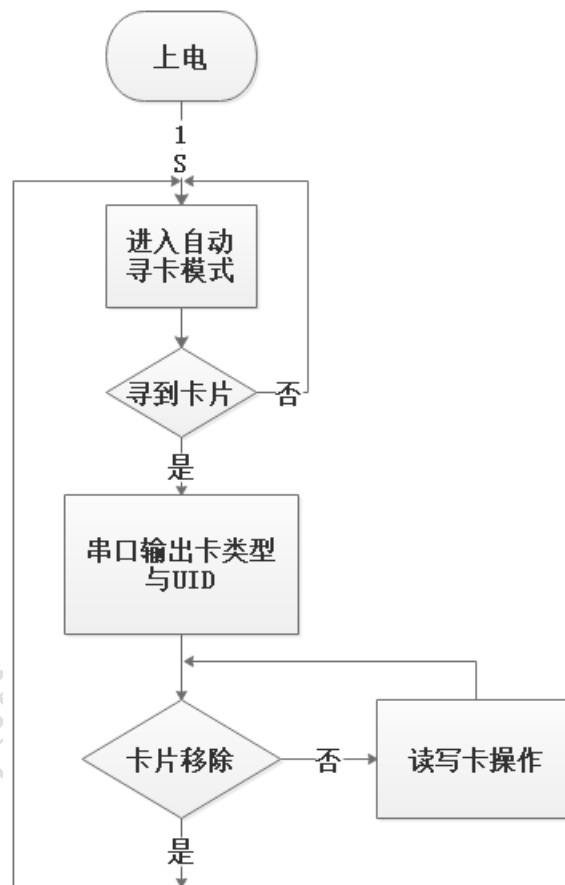 上电
1
S
进入自动
寻卡模式
寻到卡片
否
是
串口输出卡类型
与UID
卡片移除
否
读写卡操作
是